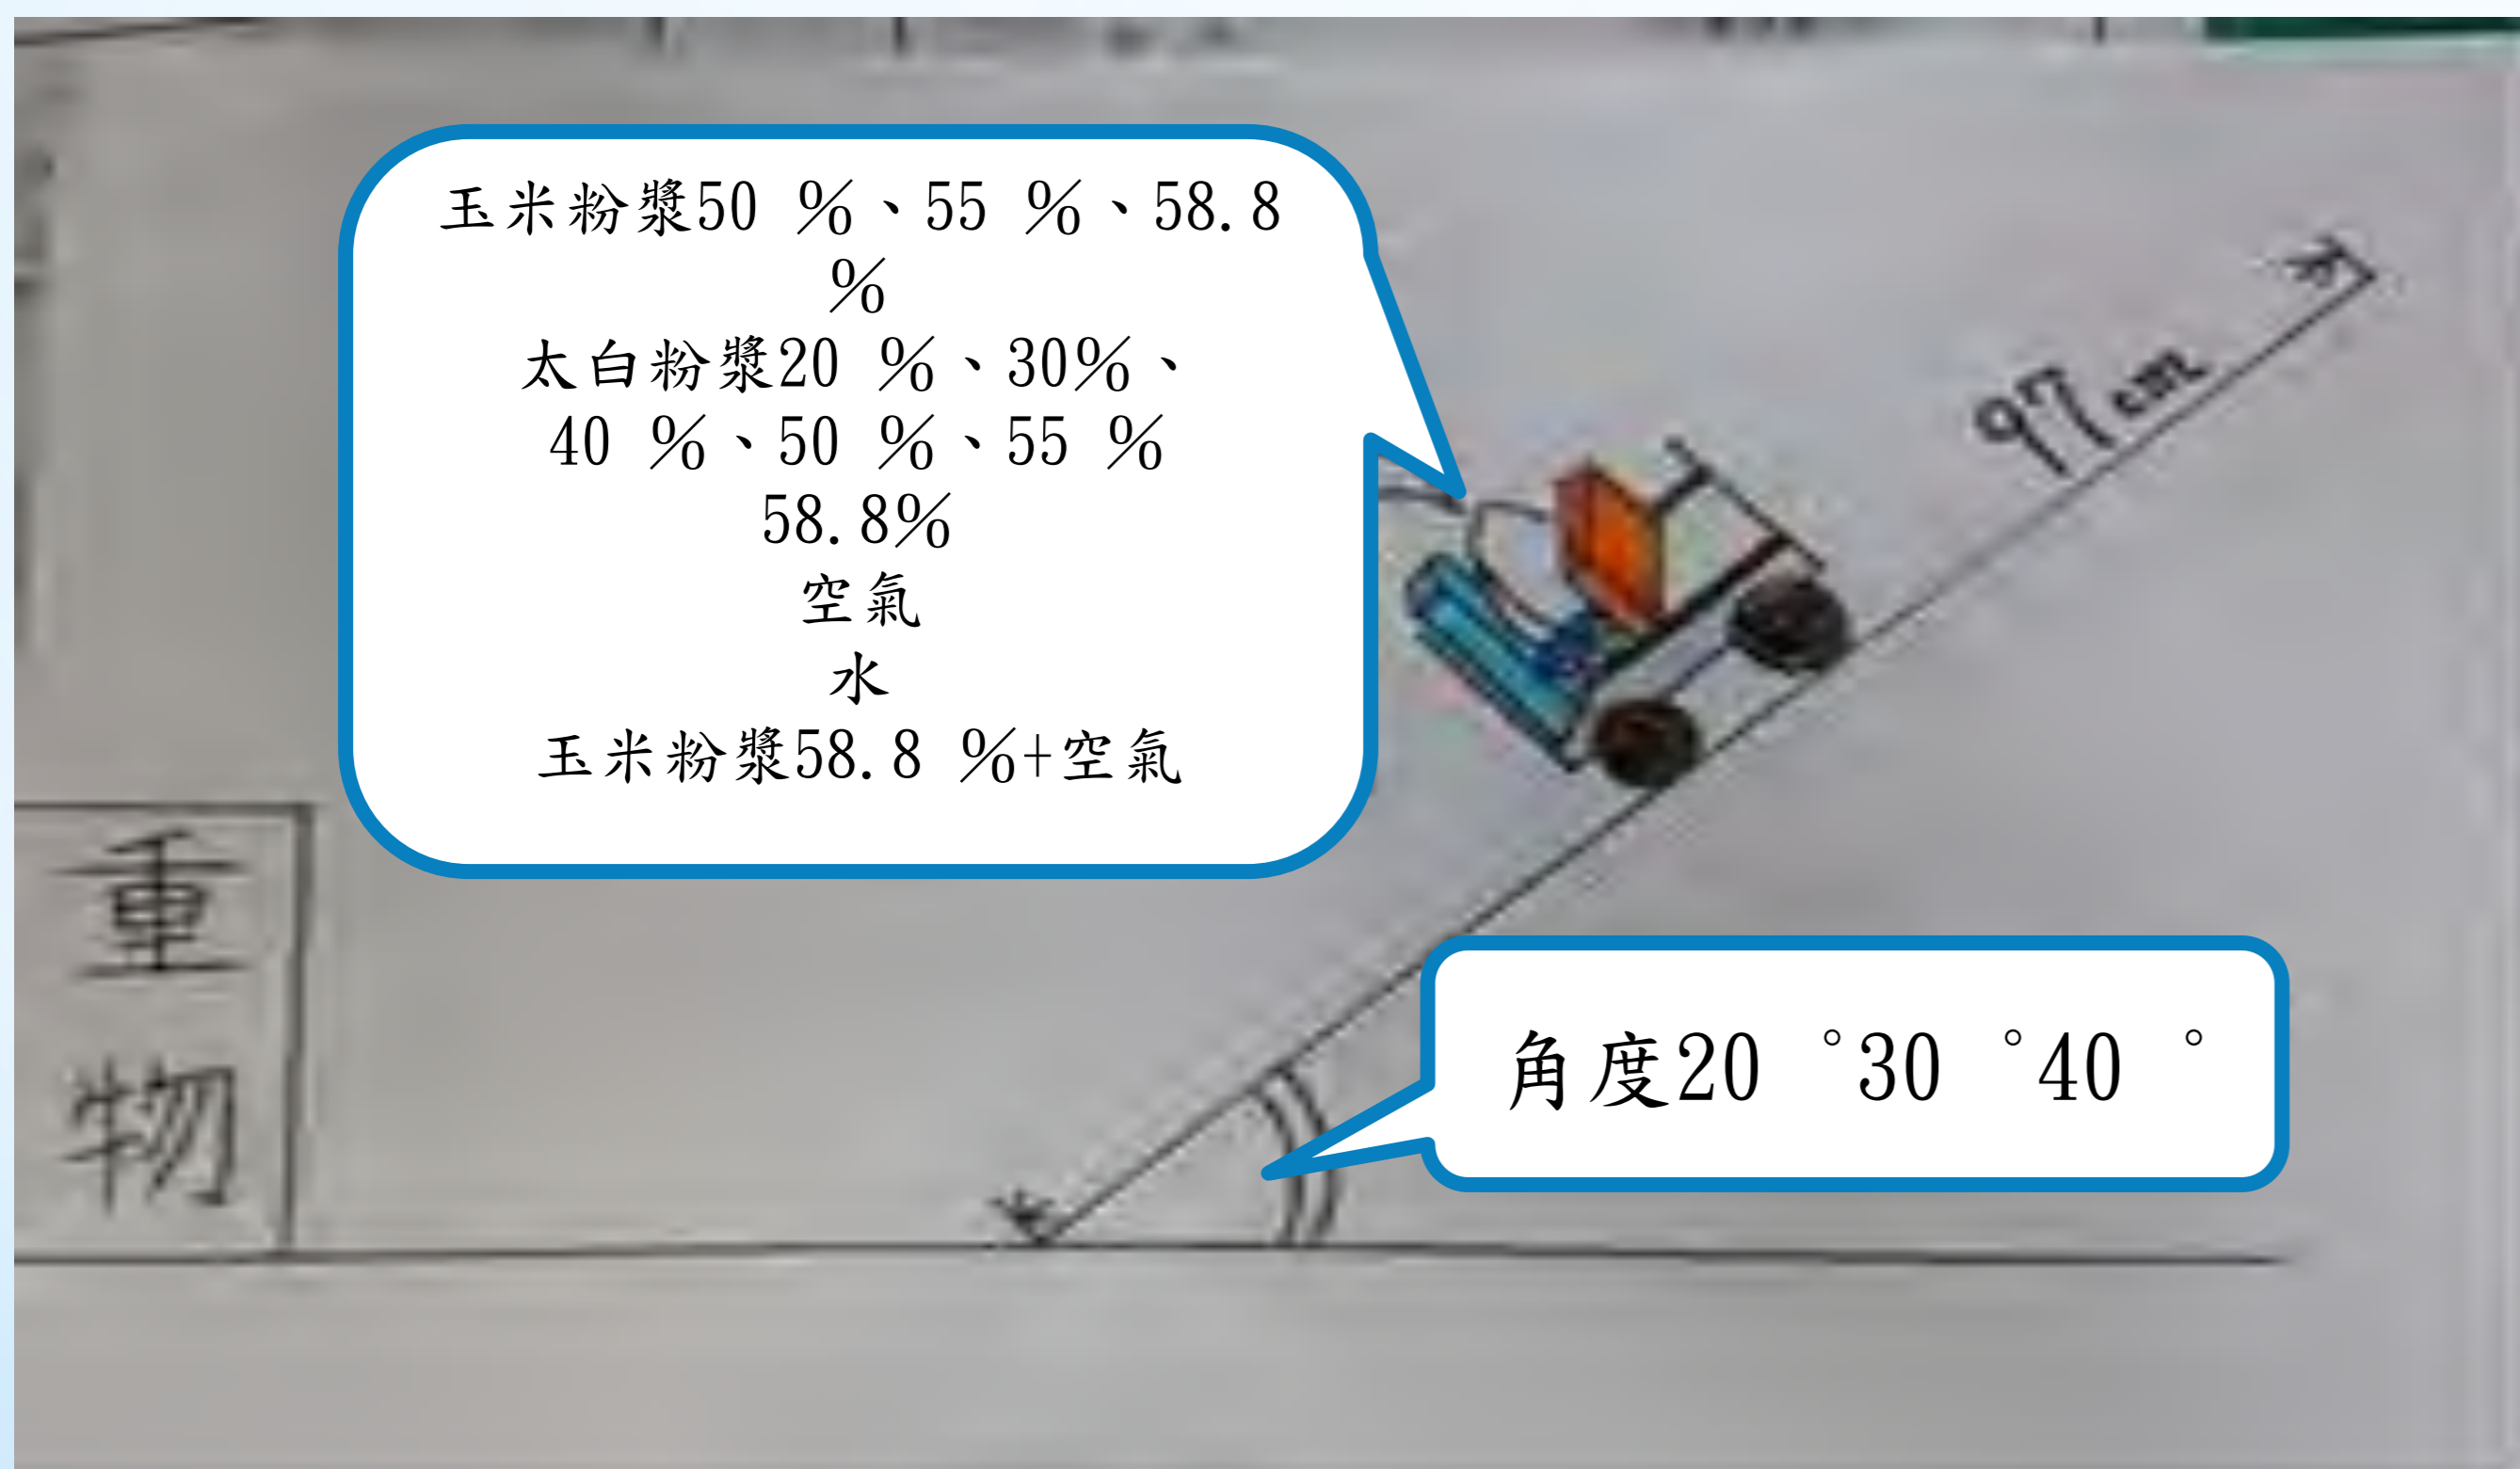 玉米粉漿50 %、55 %、58.8
%
太白粉漿20 %、30%、
40 %、50 %、55 %
58.8%
空氣
水
玉米粉漿58.8 %+空氣
97cm
角度20 °30 °40 °
重
物